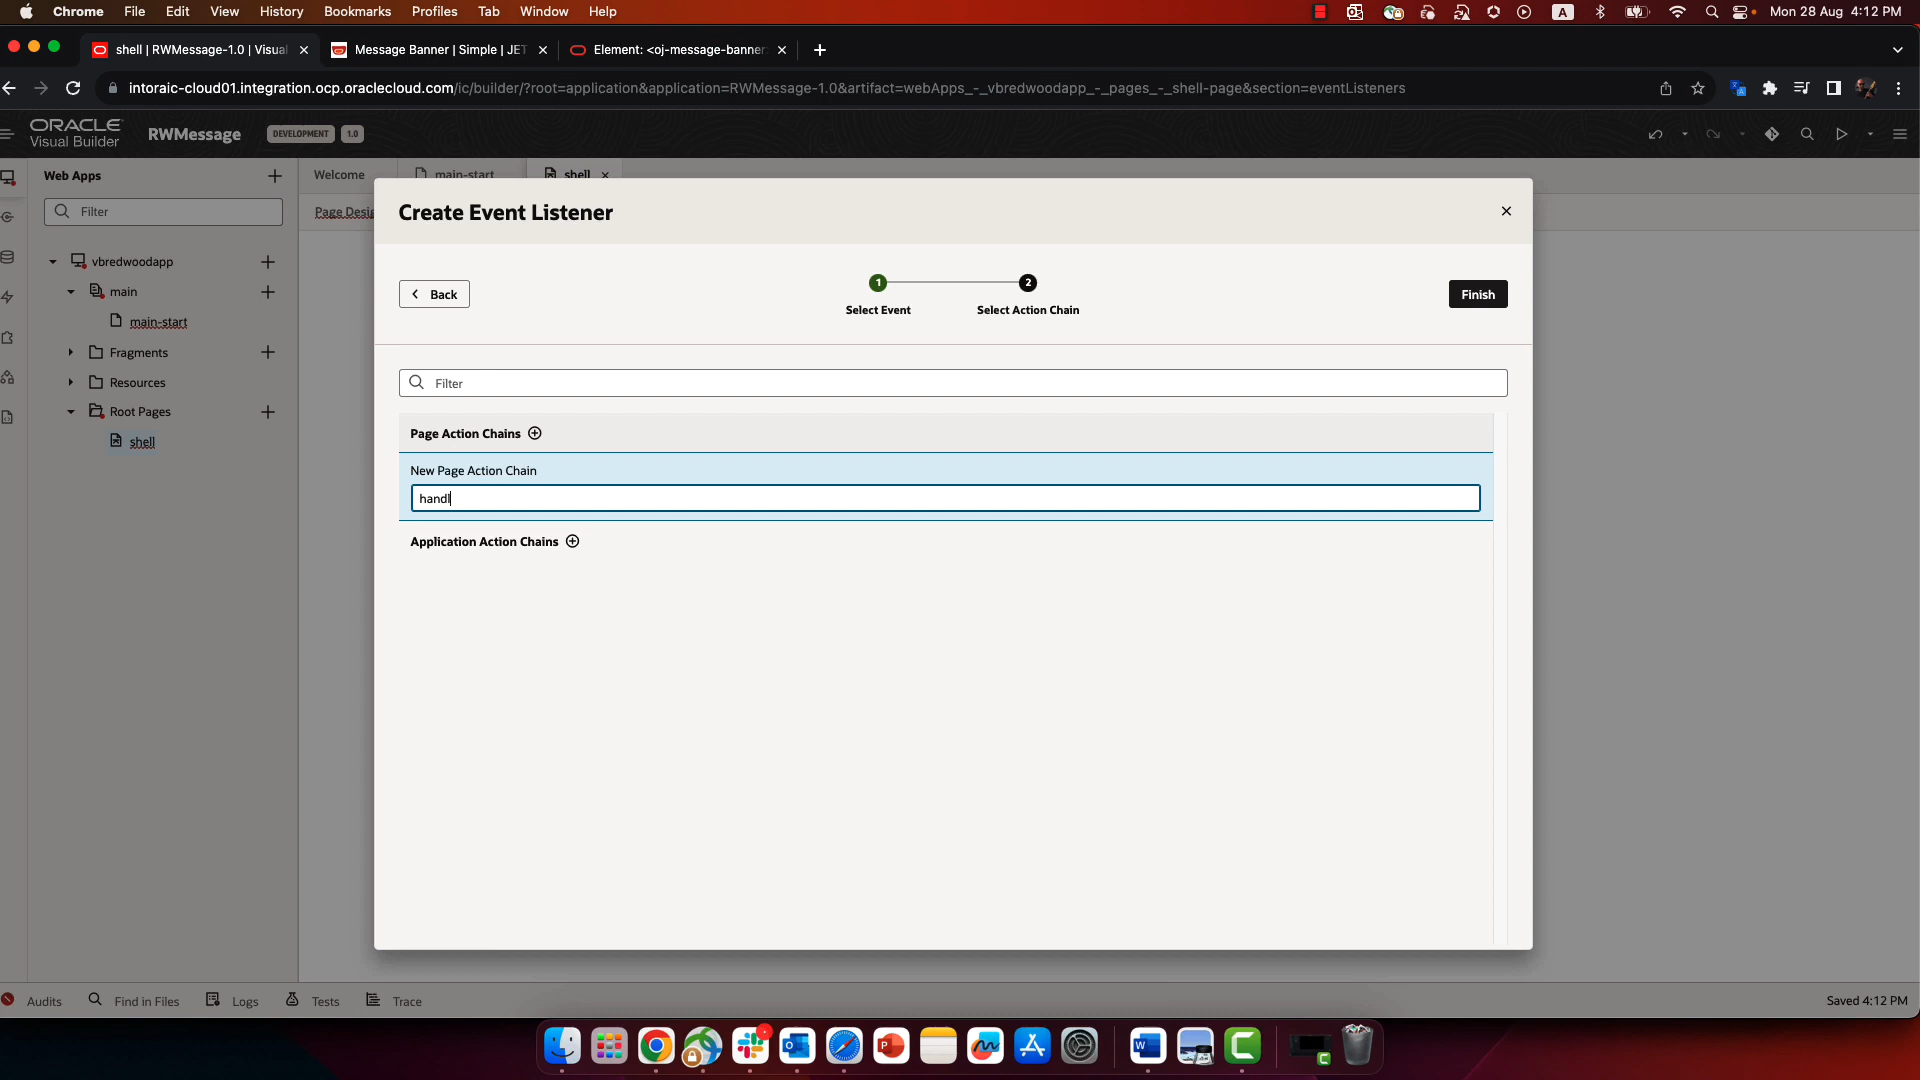 Chrome File Edit View History Bookmarks Profiles Tab Window Help A Mon 28 Aug 4:12 PM
shell | RWMessage-1.0 | Visual Message Banner | Simple | JET Element: <oj-message-banner
intoraic-cloud01.integration.ocp.oraclecloud.com/ic/builder/?root=application&application=RWMessage-1.0&artifact=webApps_-_vbredwoodapp_-_pages_-_shell-page&section=eventListeners
ORACLE
Visual Builder
RWMessage DEVELOPMENT 1.0
Web Apps
Welcome main-start shell
Filter
Page Desig
Create Event Listener
vbredwoodapp
main
main-start
Fragments
Resources
Root Pages
shell
Back
1 2
Select Event Select Action Chain
Finish
Filter
Page Action Chains
New Page Action Chain
handl
Application Action Chains
Audits Find in Files Logs Tests Trace Saved 4:12 PM